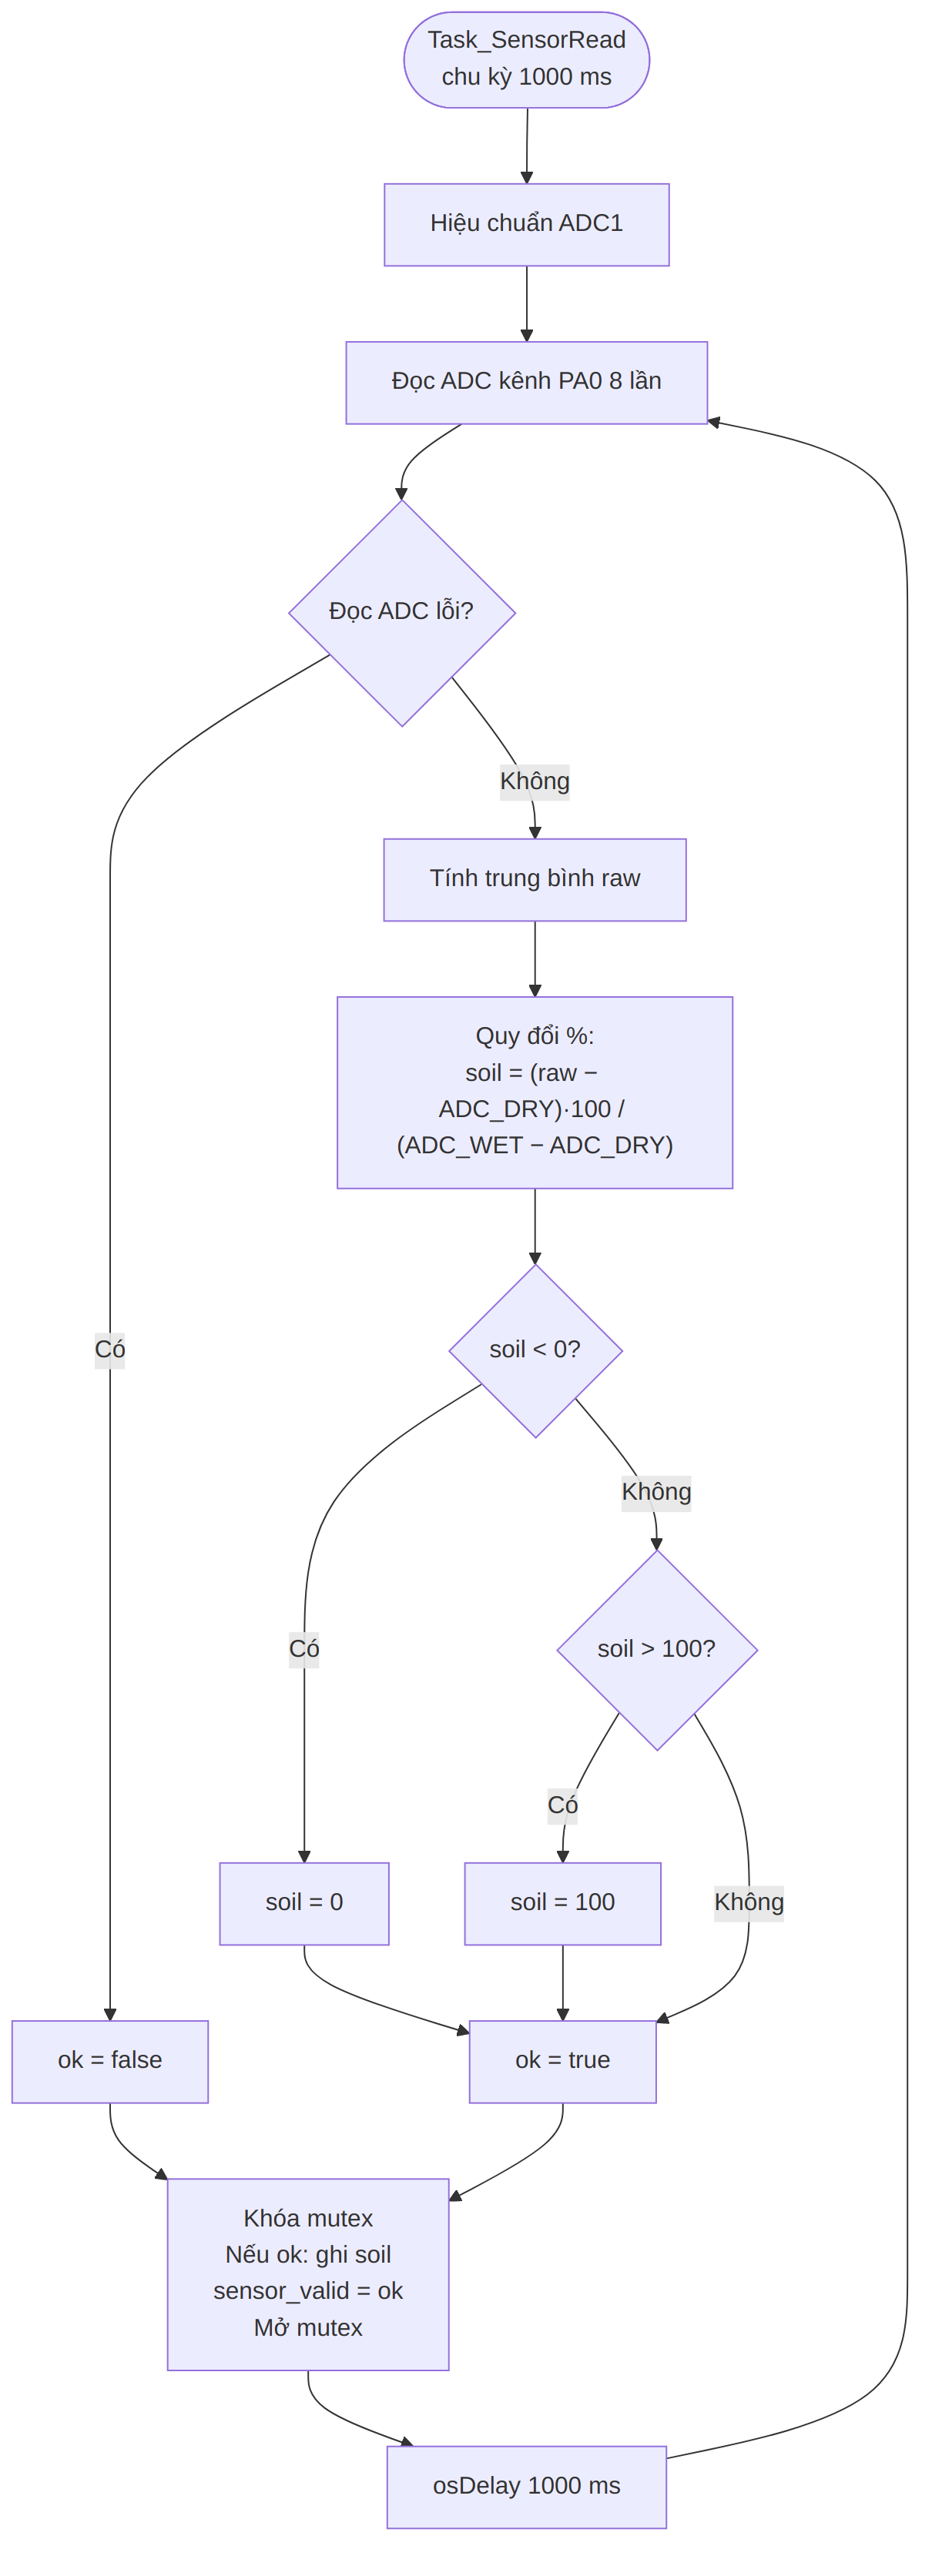 Task_SensorRead
chu kỳ 1000 ms
Hiệu chuẩn ADC1
Đọc ADC kênh PA0 8 lần
Đọc ADC lỗi?
Không
Tính trung bình raw
Quy đổi %:
soil = (raw −
ADC_DRY)·100 /
(ADC_WET − ADC_DRY)
Có
soil < 0?
Không
Có
soil > 100?
Có
Không
soil = 0
soil = 100
ok = false
ok = true
Khóa mutex
Nếu ok: ghi soil
sensor_valid = ok
Mở mutex
osDelay 1000 ms